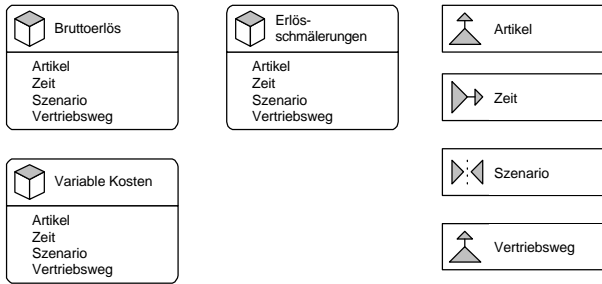 Bruttoerlös
Artikel
Zeit
Szenario
Vertriebsweg
Erlös-
schmälerungen
Artikel
Zeit
Szenario
Vertriebsweg
Variable Kosten
Artikel
Zeit
Szenario
Vertriebsweg
Artikel
Zeit
Szenario
Vertriebsweg